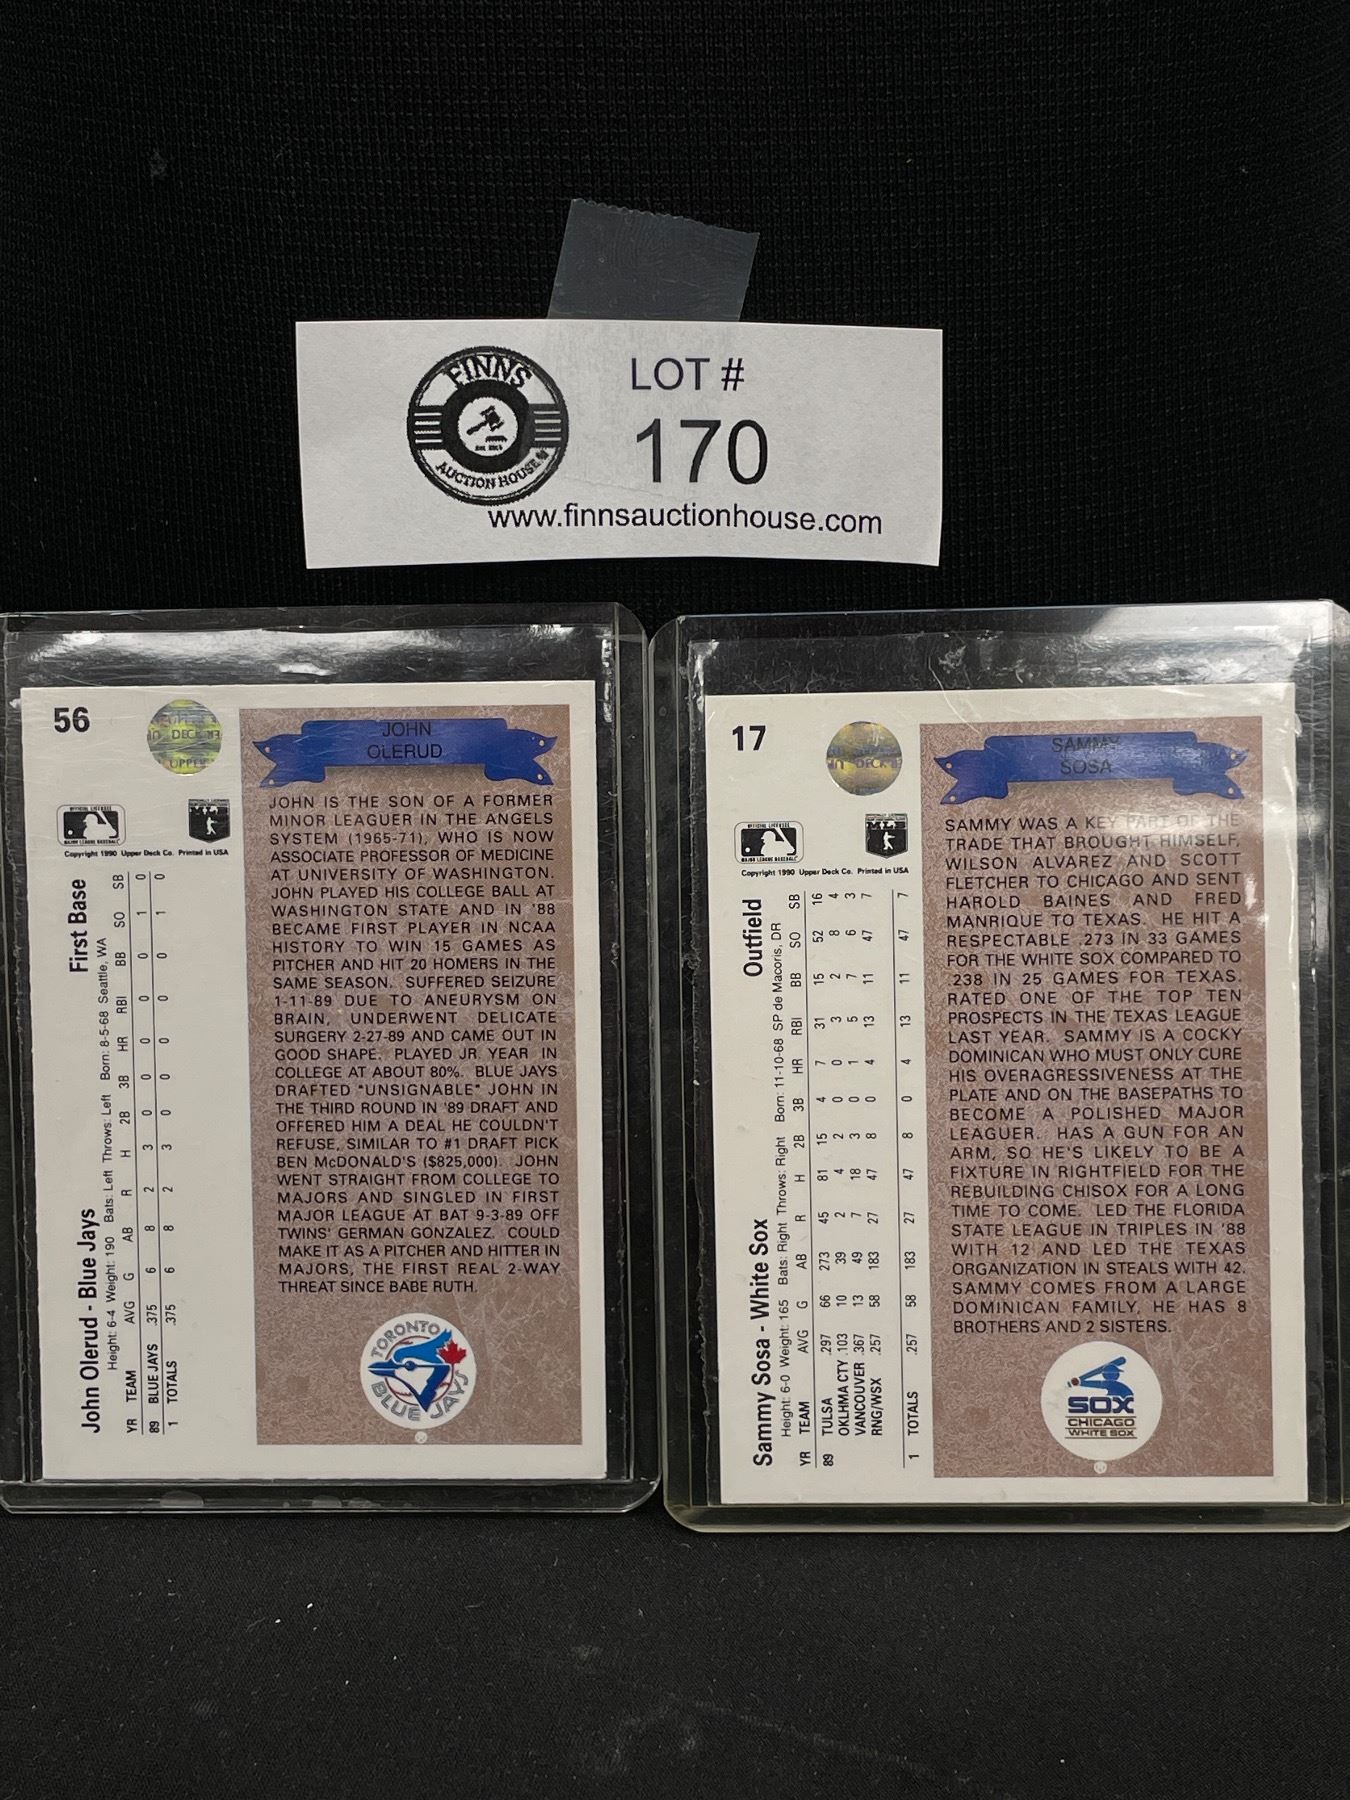 FINNS
AUCTION HOUSE
LOT #
170
www.finnsauctionhouse.com
56
DECK
UPPER
JOHN
OLERUD
JOHN IS THE SON OF A FORMER
MINOR LEAGUER IN THE ANGELS
SYSTEM (1965-71), WHO IS NOW
ASSOCIATE PROFESSOR OF MEDICINE
AT UNIVERSITY OF WASHINGTON.
JOHN PLAYED HIS COLLEGE BALL AT
WASHINGTON STATE AND IN '88
BECAME FIRST PLAYER IN NCAA
HISTORY TO WIN 15 GAMES AS
PITCHER AND HIT 20 HOMERS IN THE
SAME SEASON. SUFFERED SEIZURE
1-11-89 DUE TO ANEURYSM ON
BRAIN, UNDERWENT DELICATE
SURGERY 2-27-89 AND CAME OUT IN
GOOD SHAPE. PLAYED JR. YEAR IN
COLLEGE AT ABOUT 80%. BLUE JAYS
DRAFTED "UNSIGNABLE" JOHN IN
THE THIRD ROUND IN '89 DRAFT AND
OFFERED HIM A DEAL HE COULDN'T
REFUSE, SIMILAR TO #1 DRAFT PICK
BEN McDONALD'S ($825,000). JOHN
WENT STRAIGHT FROM COLLEGE TO
MAJORS AND SINGLED IN FIRST
MAJOR LEAGUE AT BAT 9-3-89 OFF
TWINS' GERMAN GONZALEZ. COULD
MAKE IT AS A PITCHER AND HITTER IN
MAJORS, THE FIRST REAL 2-WAY
THREAT SINCE BABE RUTH.
TORONTO
BLUE JAYS
OFFICIAL LICENSEE
MAJOR LEAGUE BASEBALL
Copyright 1990 Upper Deck Co. Printed in USA
John Olerud - Blue Jays First Base
Height: 6-4 Weight: 190 Bats: Left Throws: Left Born: 8-5-68 Seattle, WA
YR TEAM AVG G AB R H 2B 3B HR RBI BB SO SB
89 BLUE JAYS .375 6 8 2 3 0 0 0 0 0 1 0
1 TOTALS .375 6 8 2 3 0 0 0 0 0 1 0
17
DECK
SAMMY
SOSA
SAMMY WAS A KEY PART OF THE
TRADE THAT BROUGHT HIMSELF,
WILSON ALVAREZ AND SCOTT
FLETCHER TO CHICAGO AND SENT
HAROLD BAINES AND FRED
MANRIQUE TO TEXAS. HE HIT A
RESPECTABLE .273 IN 33 GAMES
FOR THE WHITE SOX COMPARED TO
.238 IN 25 GAMES FOR TEXAS.
RATED ONE OF THE TOP TEN
PROSPECTS IN THE TEXAS LEAGUE
LAST YEAR. SAMMY IS A COCKY
DOMINICAN WHO MUST ONLY CURE
HIS OVERAGRESSIVENESS AT THE
PLATE AND ON THE BASEPATHS TO
BECOME A POLISHED MAJOR
LEAGUER. HAS A GUN FOR AN
ARM, SO HE'S LIKELY TO BE A
FIXTURE IN RIGHTFIELD FOR THE
REBUILDING CHISOX FOR A LONG
TIME TO COME. LED THE FLORIDA
STATE LEAGUE IN TRIPLES IN '88
WITH 12 AND LED THE TEXAS
ORGANIZATION IN STEALS WITH 42.
SAMMY COMES FROM A LARGE
DOMINICAN FAMILY, HE HAS 8
BROTHERS AND 2 SISTERS.
SOX
CHICAGO
WHITE SOX
OFFICIAL LICENSEE
MAJOR LEAGUE BASEBALL
Copyright 1990 Upper Deck Co. Printed in USA
Sammy Sosa - White Sox Outfield
Height: 6-0 Weight: 165 Bats: Right Throws: Right Born: 11-10-68 SP de Macoris, DR
YR TEAM AVG G AB R H 2B 3B HR RBI BB SO SB
89 TULSA .297 66 273 45 81 15 4 7 31 15 52 16
OKLHMA CTY .103 10 39 2 4 2 0 0 3 2 8 4
VANCOUVER .367 13 49 7 18 3 0 1 5 7 6 3
RNG/WSX .257 58 183 27 47 8 0 4 13 11 47 7
1 TOTALS .257 58 183 27 47 8 0 4 13 11 47 7